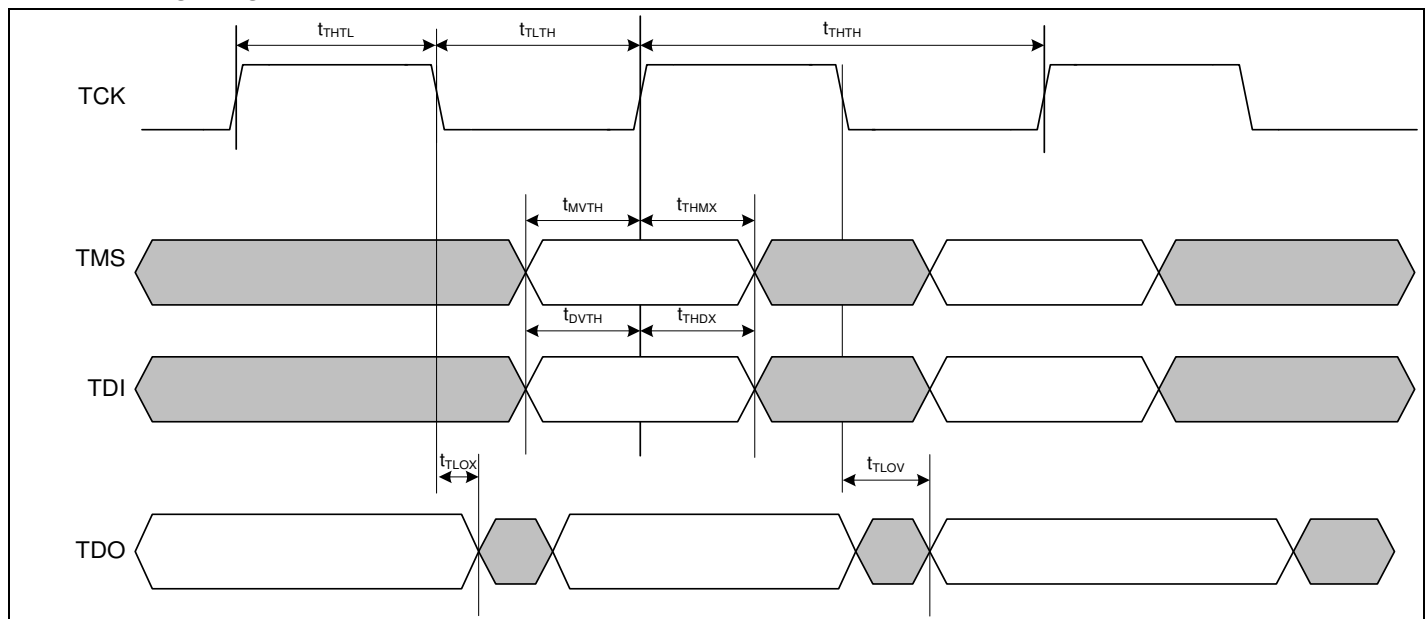 tTHTL tTLTH tTHTH
TCK
tMVTH tTHMX
TMS
tDVTH tTHDX
TDI
tTLOX tTLOV
TDO